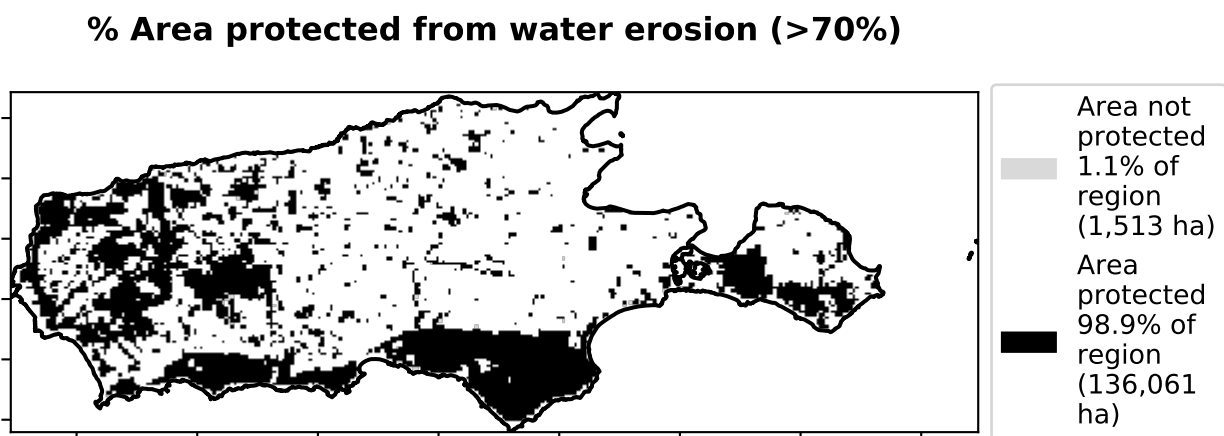 % Area protected from water erosion (>70%)
Area not
protected
1.1% of
region
(1,513 ha)
Area
protected
98.9% of
region
(136,061
ha)